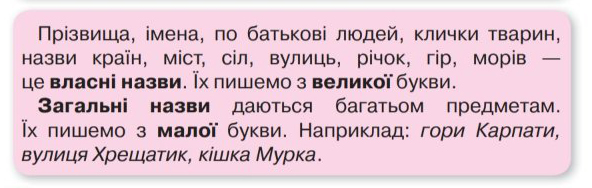 Прізвища, імена, по батькові людей, клички тварин,
назви країн, міст, сіл, вулиць, річок, гір, морів —
це власні назви. Їх пишемо з великої букви.
Загальні назви даються багатьом предметам.
Їх пишемо з малої букви. Наприклад: гори Карпати,
вулиця Хрещатик, кішка Мурка.